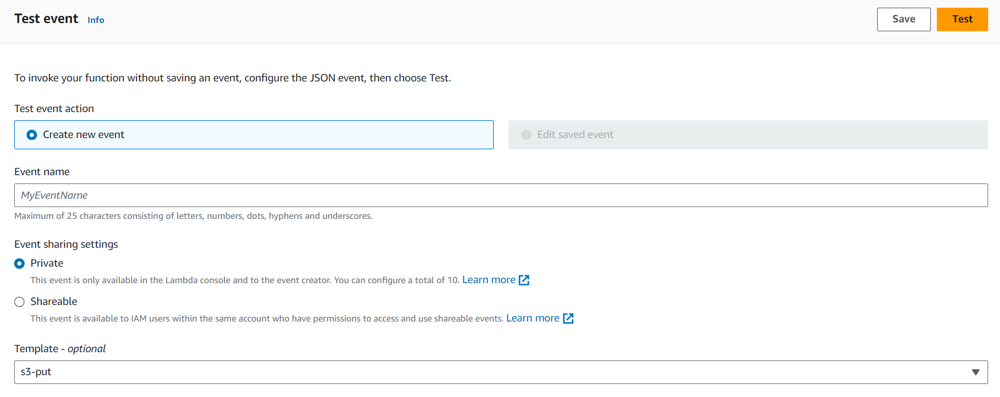 Test event Info
Save
Test
To invoke your function without saving an event, configure the JSON event, then choose Test.
Test event action
Create new event
Edit saved event
Event name
MyEventName
Maximum of 25 characters consisting of letters, numbers, dots, hyphens and underscores.
Event sharing settings
Private
This event is only available in the Lambda console and to the event creator. You can configure a total of 10. Learn more
Shareable
This event is available to IAM users within the same account who have permissions to access and use shareable events. Learn more
Template - optional
s3-put